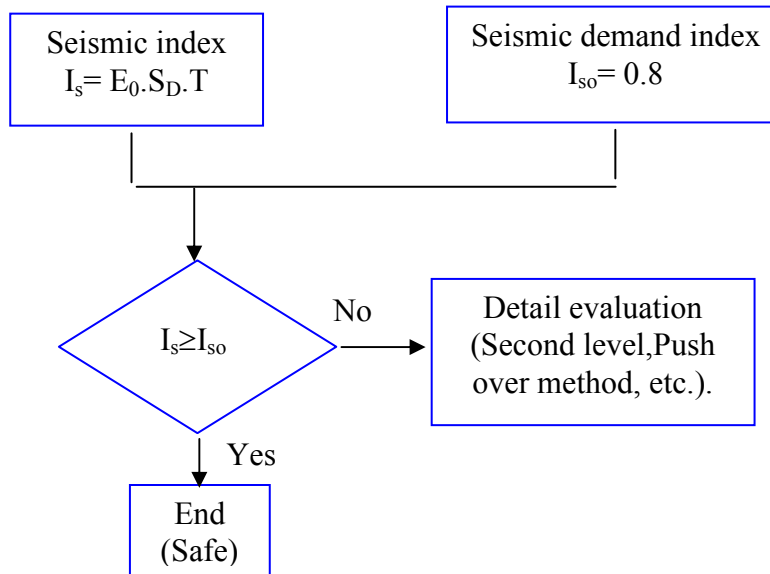 Seismic index
Iₛ= E₀.S_D.T
Seismic demand index
Iₛₒ= 0.8
Iₛ≥Iₛₒ
No
Detail evaluation
(Second level,Push
over method, etc.).
Yes
End
(Safe)